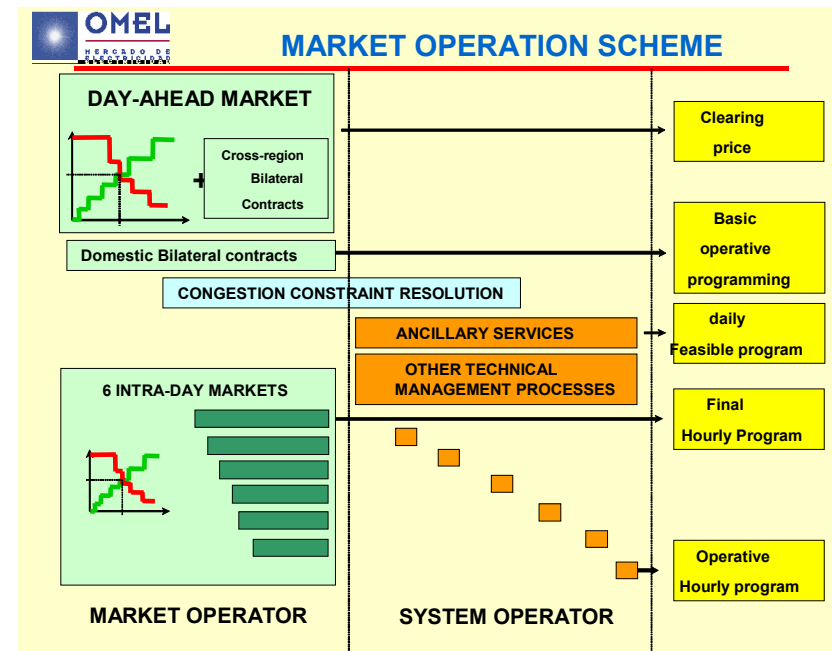 OMEL
MERCADO DE
ELECTRICIDAD
MARKET OPERATION SCHEME
DAY-AHEAD MARKET
+
Cross-region
Bilateral
Contracts
Clearing
price
Domestic Bilateral contracts
Basic
operative
programming
CONGESTION CONSTRAINT RESOLUTION
ANCILLARY SERVICES
daily
Feasible program
OTHER TECHNICAL
MANAGEMENT PROCESSES
6 INTRA-DAY MARKETS
Final
Hourly Program
Operative
Hourly program
MARKET OPERATOR
SYSTEM OPERATOR